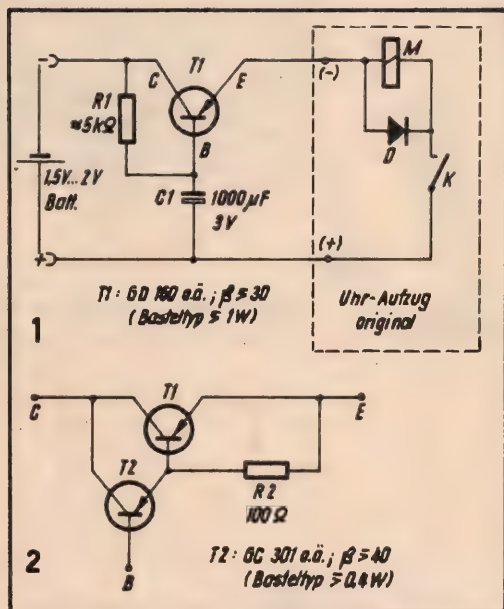 T1
M
C
E
(-)
R1
≈5kΩ
B
D
K
1,5V...2V
Batt.
C1
1000µF
3V
(+)
T1: GD 160 o.ä.; β ≧ 30
(Basteltyp ≧ 1W)
Uhr-Aufzug
original
1
T1
C
E
T2
R2
100Ω
2
B
T2: GC 301 o.ä.; β ≧ 40
(Basteltyp ≧ 0,4W)